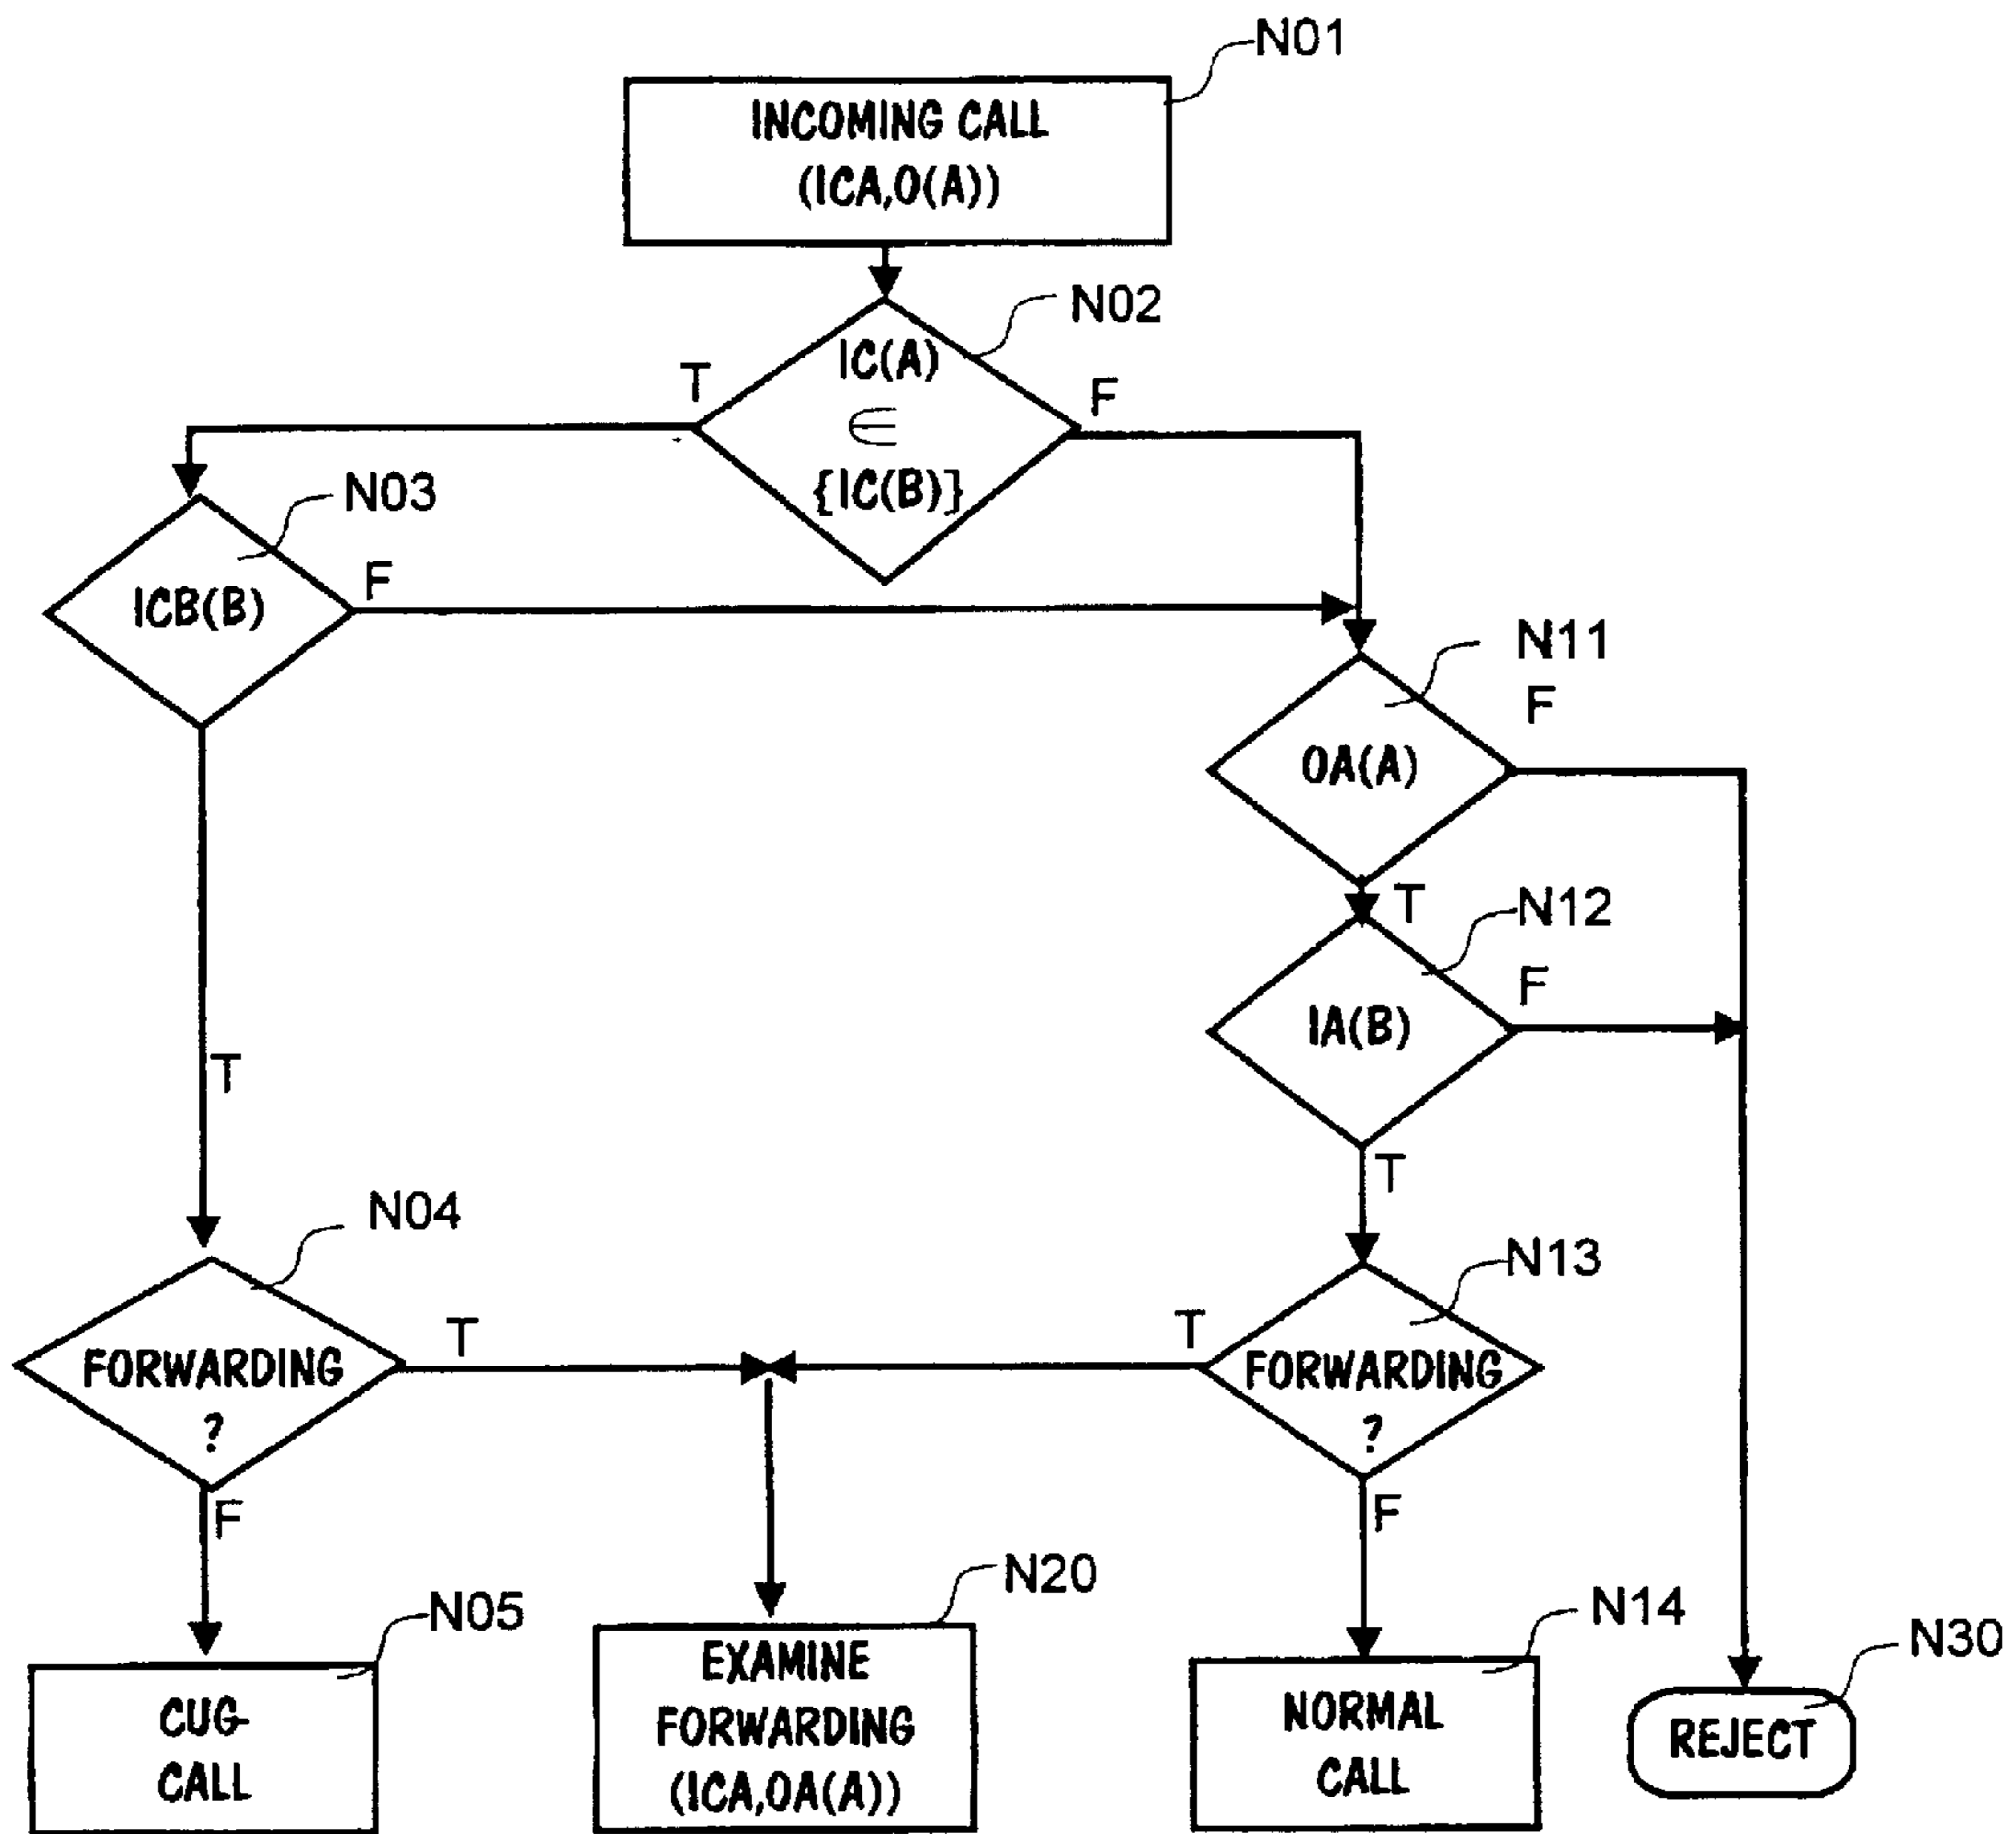 N01
INCOMING CALL
(ICA,O(A))
N02
IC(A)
∈
{IC(B)}
T
F
N03
ICB(B)
F
T
N11
OA(A)
F
T
N12
IA(B)
F
T
N04
FORWARDING
?
T
F
N13
FORWARDING
?
T
F
N05
CUG-
CALL
N20
EXAMINE
FORWARDING
(ICA,OA(A))
N14
NORMAL
CALL
N30
REJECT